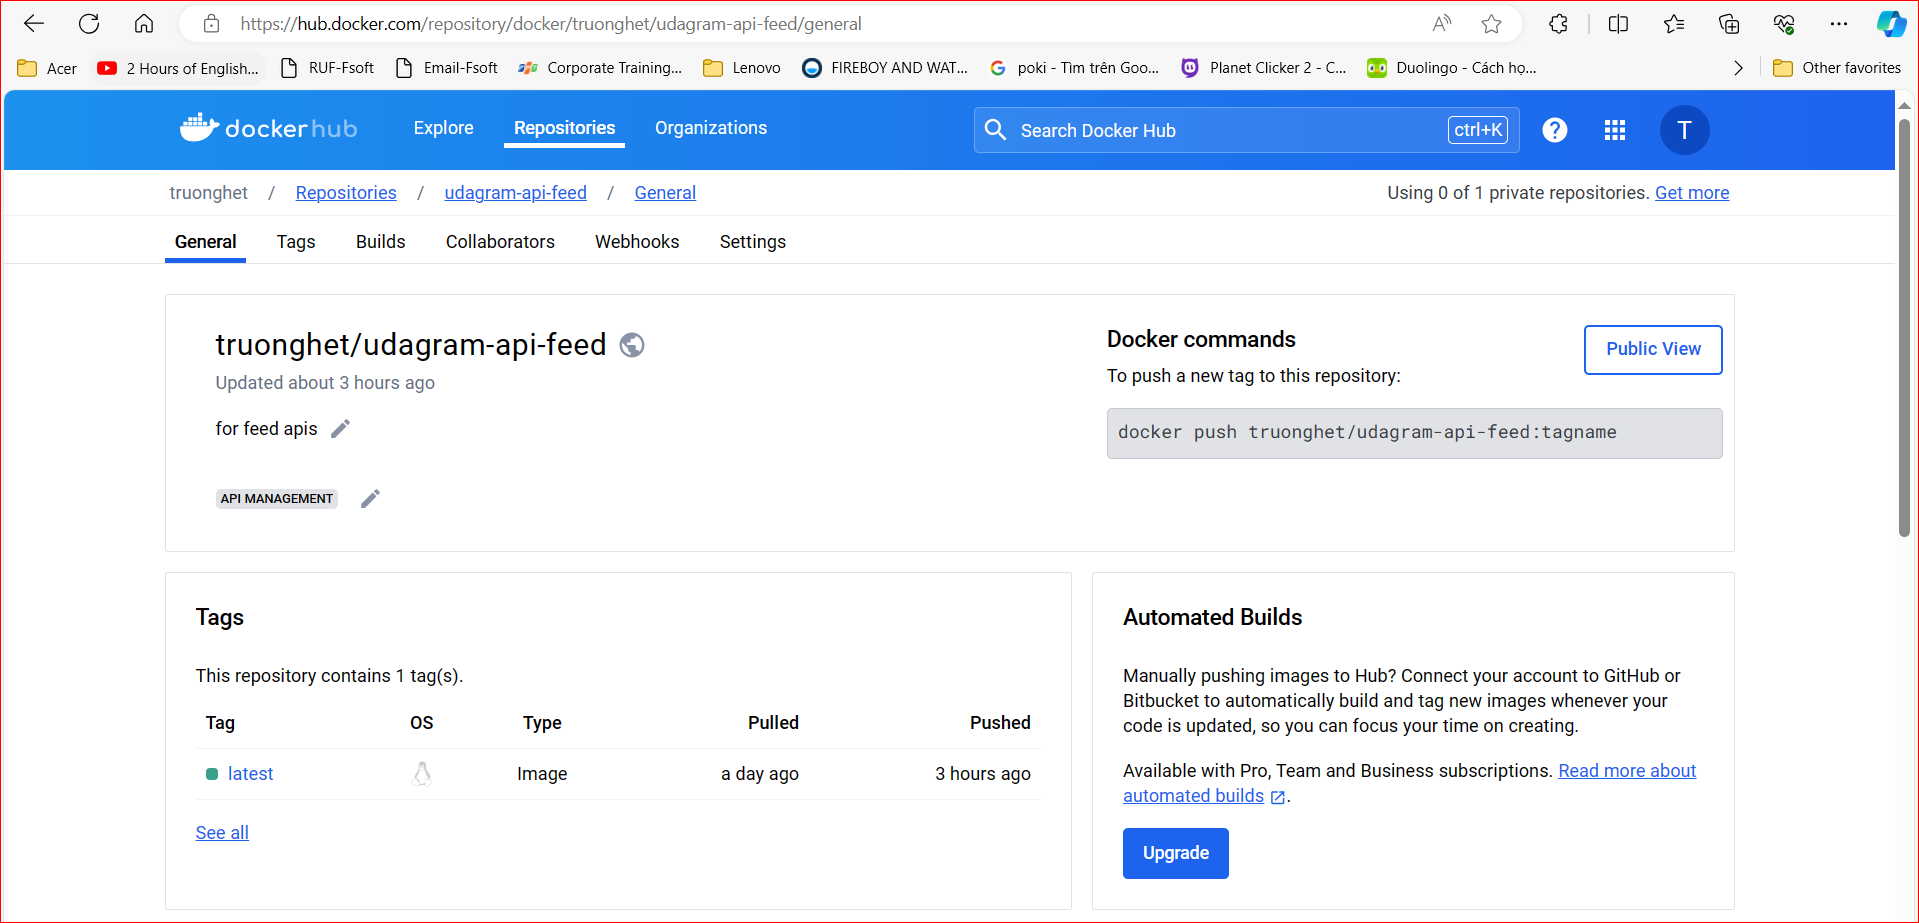 https://hub.docker.com/repository/docker/truonghet/udagram-api-feed/general
Acer
2 Hours of English...
RUF-Fsoft
Email-Fsoft
Corporate Training...
Lenovo
FIREBOY AND WAT...
poki - Tìm trên Goo...
Planet Clicker 2 - C...
Duolingo - Cách họ...
Other favorites
docker hub
Explore
Repositories
Organizations
Search Docker Hub
ctrl+K
?
T
truonghet / Repositories / udagram-api-feed / General
Using 0 of 1 private repositories. Get more
General
Tags
Builds
Collaborators
Webhooks
Settings
truonghet/udagram-api-feed
Updated about 3 hours ago
for feed apis
API MANAGEMENT
Docker commands
Public View
To push a new tag to this repository:
docker push truonghet/udagram-api-feed:tagname
Tags
This repository contains 1 tag(s).
Tag OS Type Pulled Pushed
latest Image a day ago 3 hours ago
See all
Automated Builds
Manually pushing images to Hub? Connect your account to GitHub or
Bitbucket to automatically build and tag new images whenever your
code is updated, so you can focus your time on creating.
Available with Pro, Team and Business subscriptions. Read more about
automated builds .
Upgrade